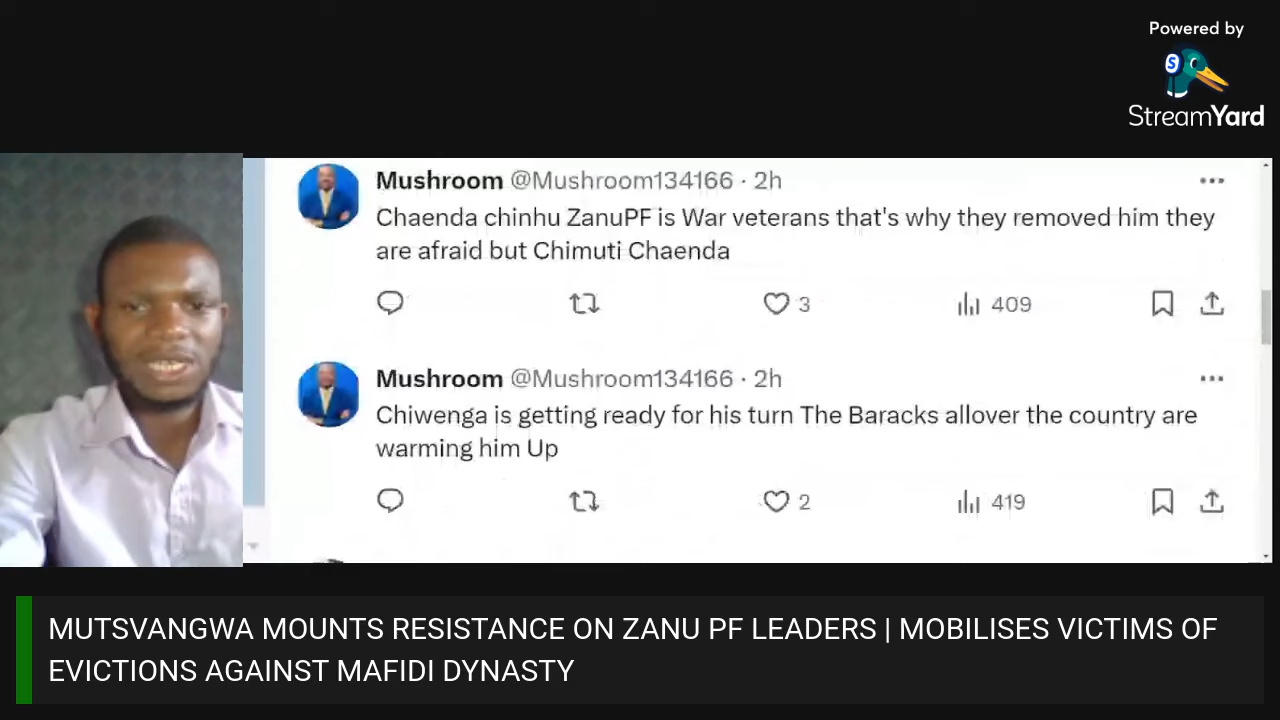 Powered by
StreamYard
Mushroom @Mushroom134166 · 2h
Chaenda chinhu ZanuPF is War veterans that's why they removed him they
are afraid but Chimuti Chaenda
3
409
Mushroom @Mushroom134166 · 2h
Chiwenga is getting ready for his turn The Baracks allover the country are
warming him Up
2
419
MUTSVANGWA MOUNTS RESISTANCE ON ZANU PF LEADERS | MOBILISES VICTIMS OF
EVICTIONS AGAINST MAFIDI DYNASTY